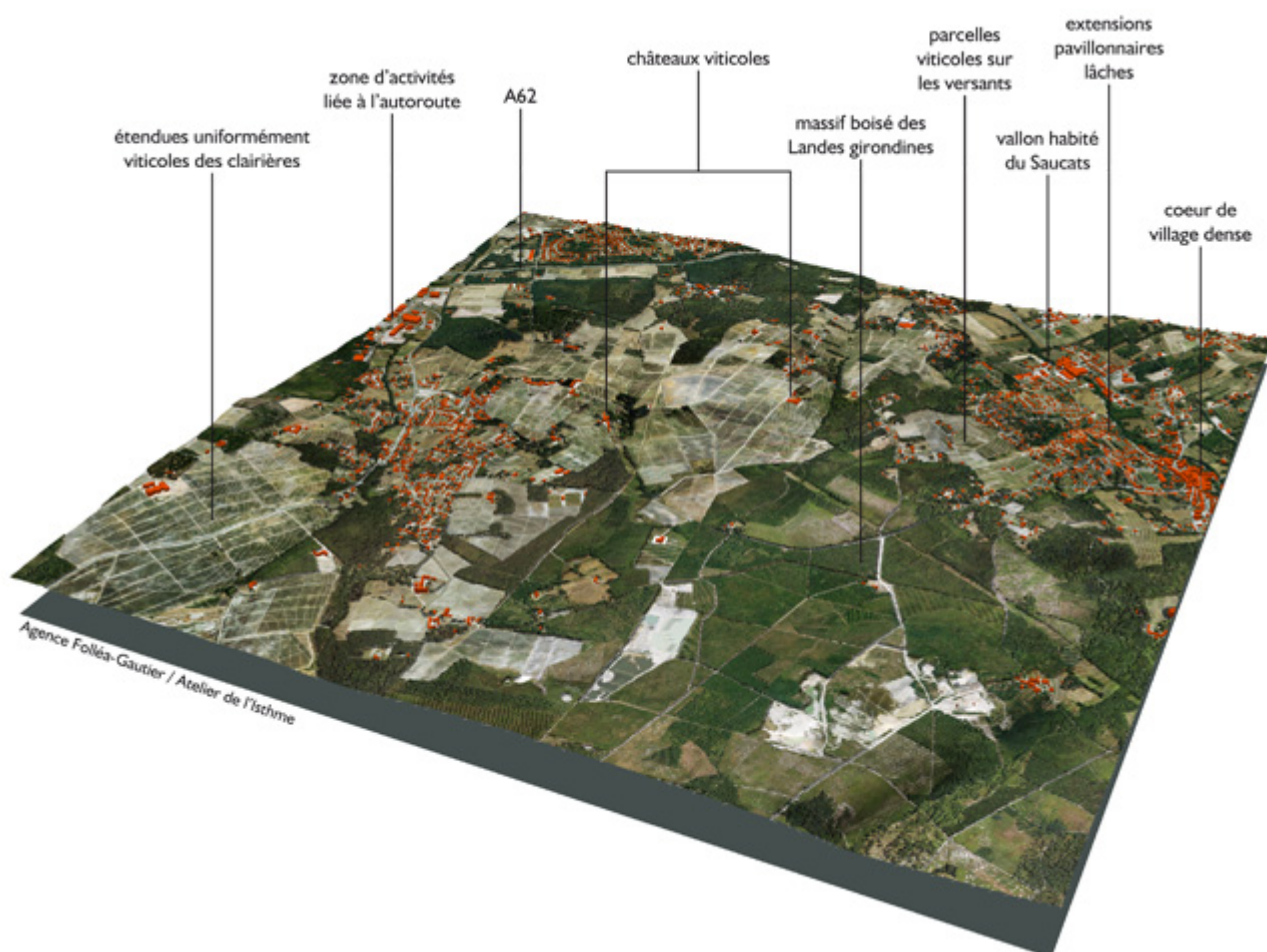 étendues uniformément
viticoles des clairières
zone d'activités
liée à l'autoroute
A62
châteaux viticoles
massif boisé des
Landes girondines
parcelles
viticoles sur
les versants
vallon habité
du Saucats
extensions
pavillonnaires
lâches
coeur de
village dense
Agence Folléa-Gautier / Atelier de l'Isthme